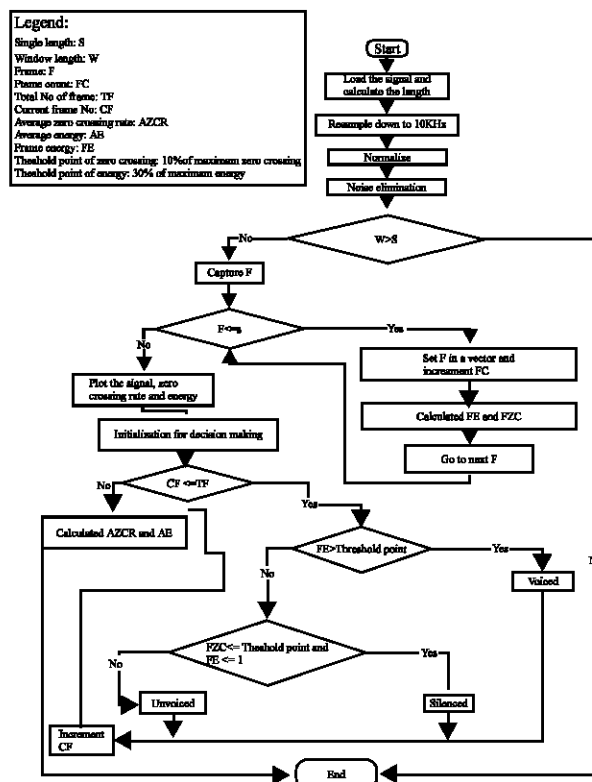 Legend:
Single length: S
Window length: W
Frame: F
Frame count: FC
Total No of frame: TF
Current frame No: CF
Average zero crossing rate: AZCR
Average energy: AE
Frame energy: FE
Theshold point of zero crossing: 10%of maximum zero crossing
Theshold point of energy: 30% of maximum energy
Start
Load the signal and
calculate the length
Resample down to 10KHz
Normalize
Noise elimination
W>S
No
Capture F
F<=s
Yes
No
Set F in a vector and
increament FC
Plot the signal, zero
crossing rate and energy
Calculated FE and FZC
Initialization for decision making
Go to next F
CF <=TF
No
Yes
Calculated AZCR and AE
FE>Threshold point
Yes
No
Voiced
FZC<= Theshold point and
FE <= 1
No
Yes
Unvoiced
Silenced
Increment
CF
End